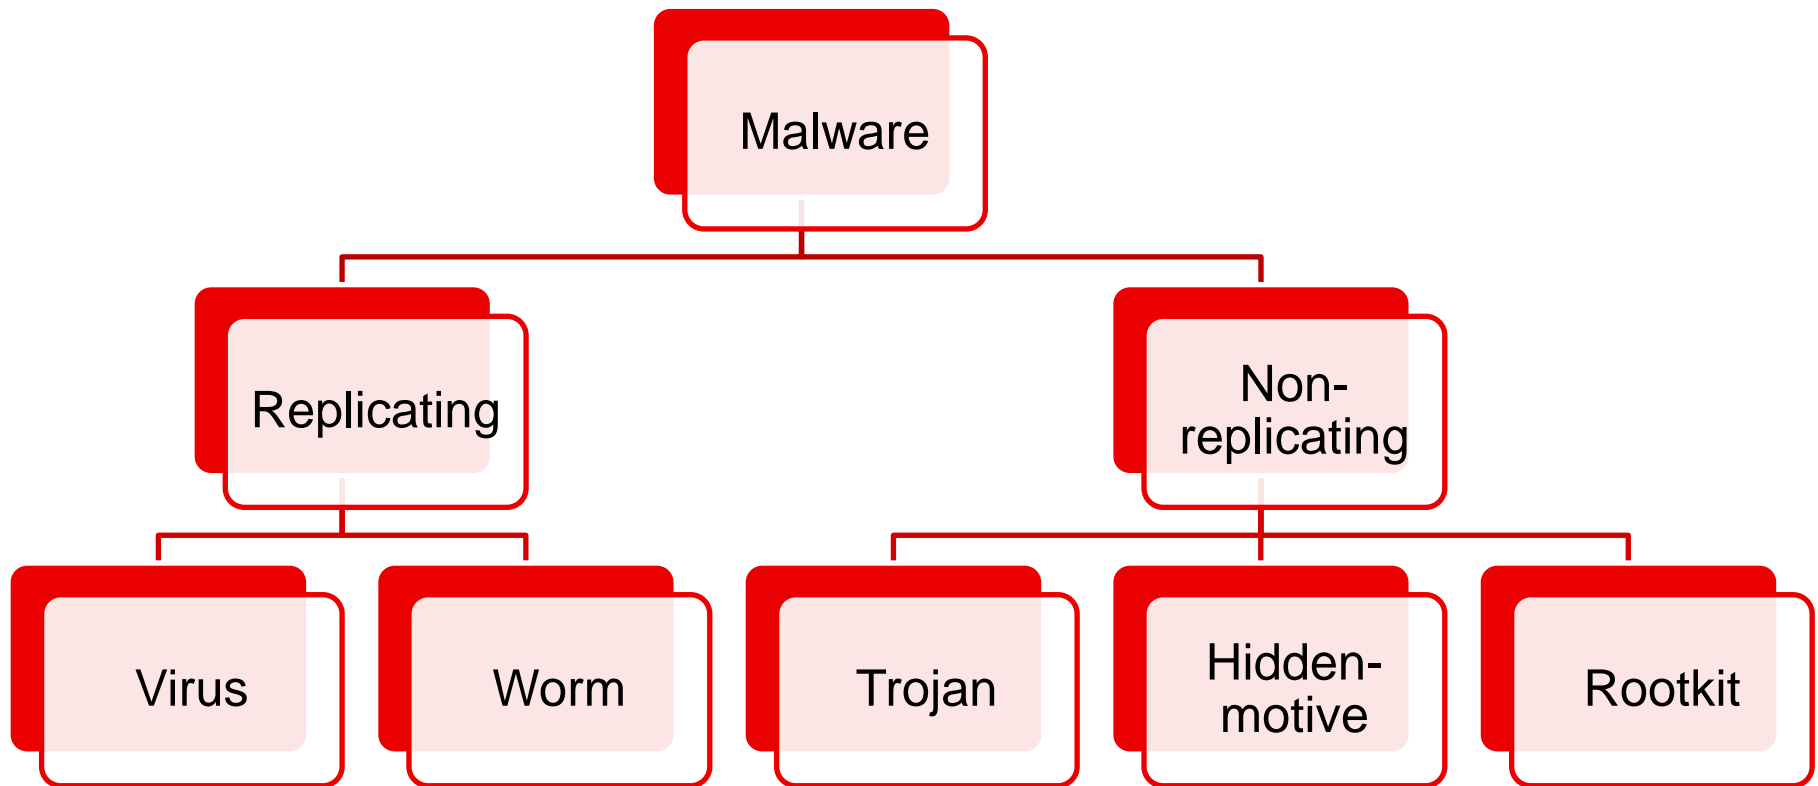 Malware
Replicating
Non-
replicating
Virus
Worm
Trojan
Hidden-
motive
Rootkit